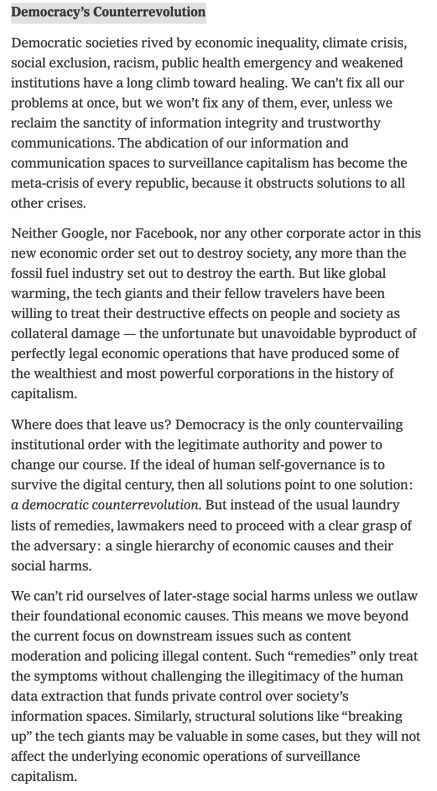 Democracy’s Counterrevolution
Democratic societies rived by economic inequality, climate crisis,
social exclusion, racism, public health emergency and weakened
institutions have a long climb toward healing. We can’t fix all our
problems at once, but we won’t fix any of them, ever, unless we
reclaim the sanctity of information integrity and trustworthy
communications. The abdication of our information and
communication spaces to surveillance capitalism has become the
meta-crisis of every republic, because it obstructs solutions to all
other crises.
Neither Google, nor Facebook, nor any other corporate actor in this
new economic order set out to destroy society, any more than the
fossil fuel industry set out to destroy the earth. But like global
warming, the tech giants and their fellow travelers have been
willing to treat their destructive effects on people and society as
collateral damage — the unfortunate but unavoidable byproduct of
perfectly legal economic operations that have produced some of
the wealthiest and most powerful corporations in the history of
capitalism.
Where does that leave us? Democracy is the only countervailing
institutional order with the legitimate authority and power to
change our course. If the ideal of human self-governance is to
survive the digital century, then all solutions point to one solution:
a democratic counterrevolution. But instead of the usual laundry
lists of remedies, lawmakers need to proceed with a clear grasp of
the adversary: a single hierarchy of economic causes and their
social harms.
We can’t rid ourselves of later-stage social harms unless we outlaw
their foundational economic causes. This means we move beyond
the current focus on downstream issues such as content
moderation and policing illegal content. Such “remedies” only treat
the symptoms without challenging the illegitimacy of the human
data extraction that funds private control over society’s
information spaces. Similarly, structural solutions like “breaking
up” the tech giants may be valuable in some cases, but they will not
affect the underlying economic operations of surveillance
capitalism.